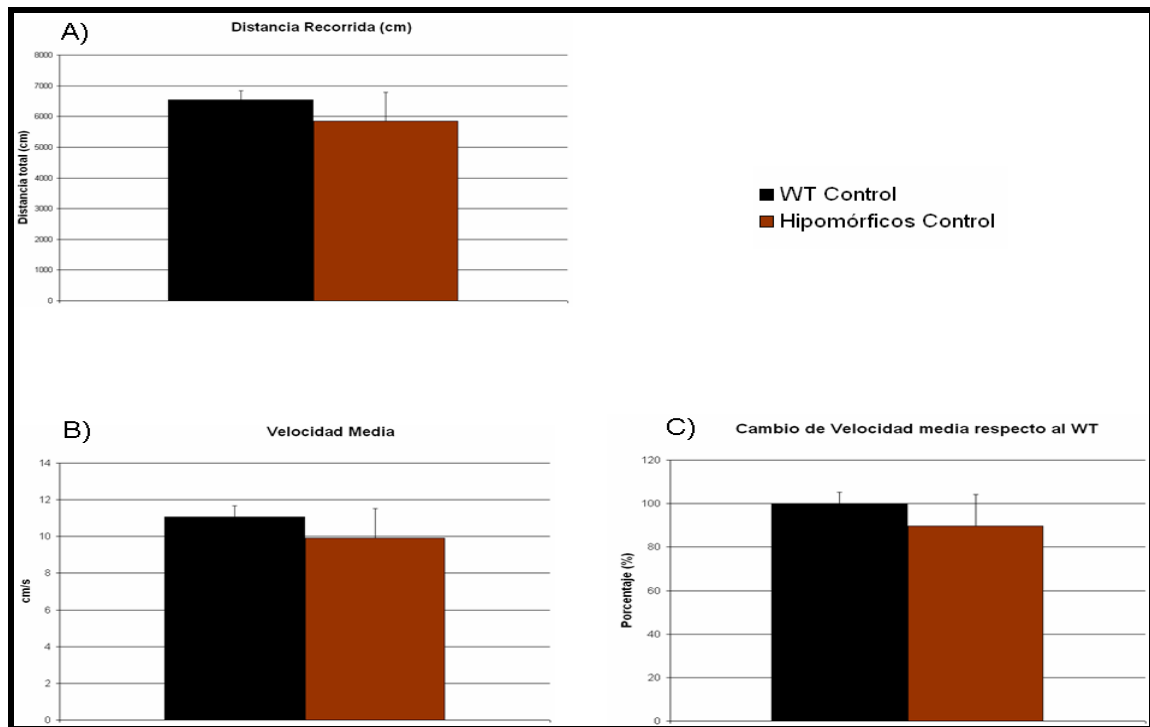 A)
Distancia Recorrida (cm)
Distancia total (cm)
8000
7000
6000
5000
4000
3000
2000
1000
0
WT Control
Hipomórficos Control
B)
Velocidad Media
cm/s
14
12
10
8
6
4
2
0
C)
Cambio de Velocidad media respecto al WT
Porcentaje (%)
120
100
80
60
40
20
0